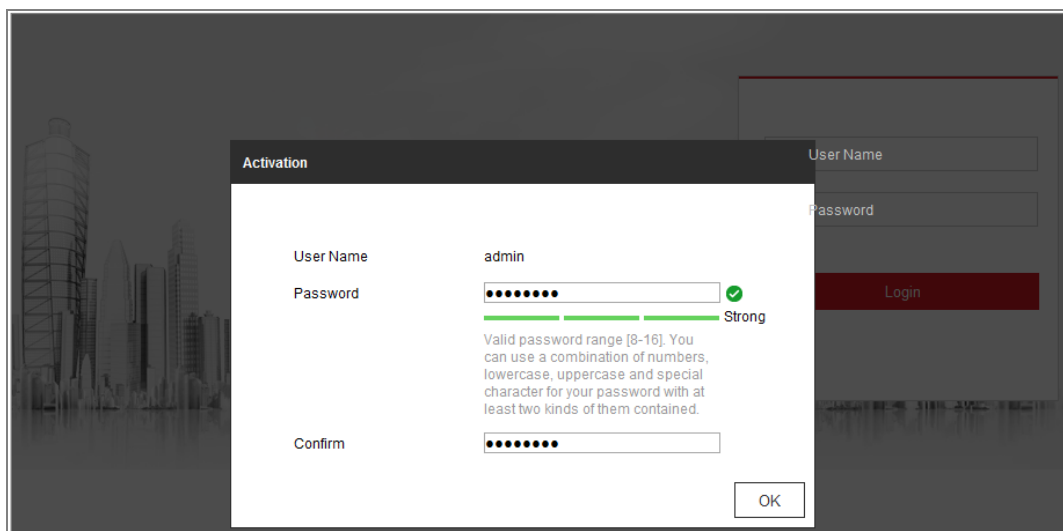 Activation
User Name
Password
Login
User Name admin
Password ●●●●●●●●
Strong
Valid password range [8-16]. You
can use a combination of numbers,
lowercase, uppercase and special
character for your password with at
least two kinds of them contained.
Confirm ●●●●●●●●
OK